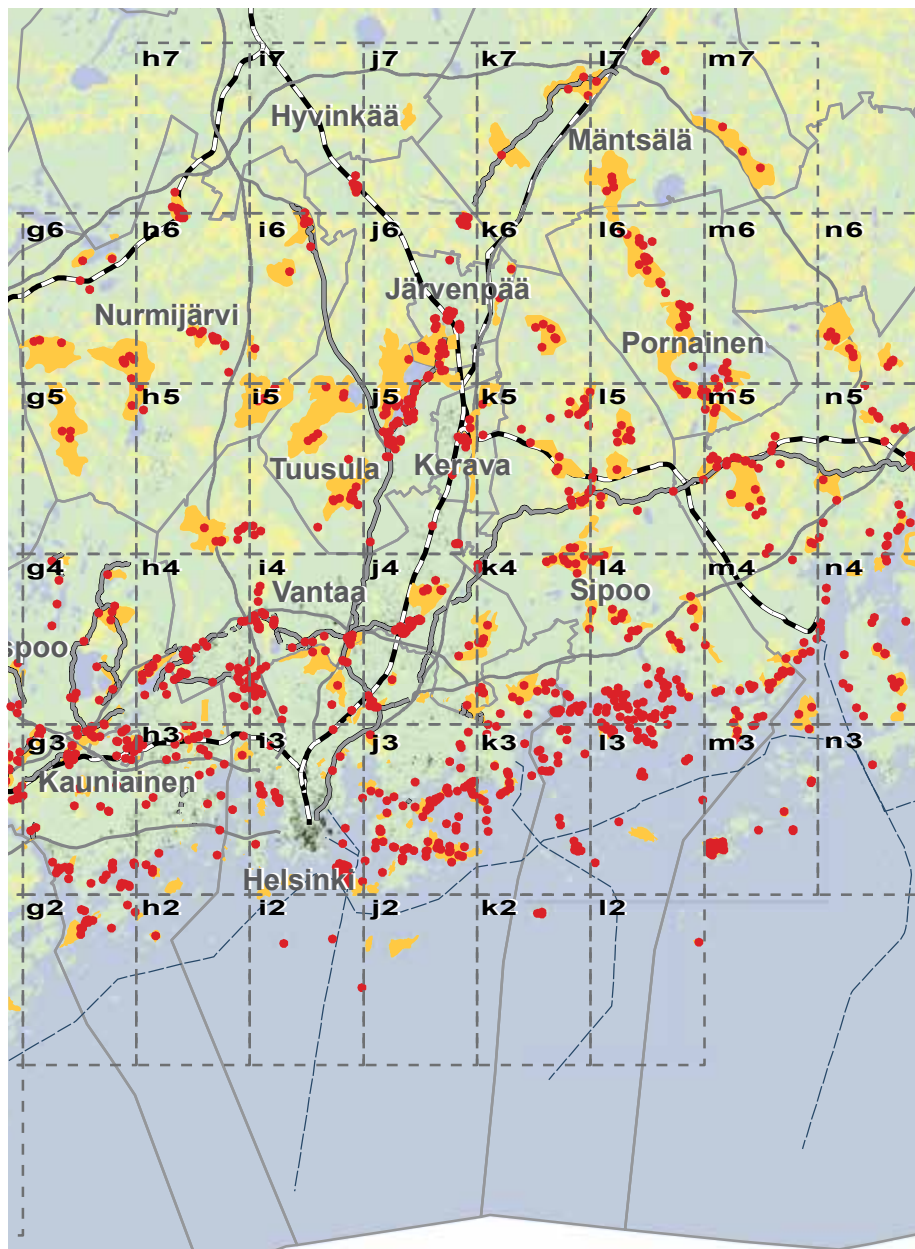 h7 i7 j7 k7 l7 m7
Hyvinkää
Mäntsälä
g6 h6 i6 j6 k6 l6 m6 n6
Järvenpää
Nurmijärvi
Pornainen
g5 h5 i5 j5 k5 l5 m5 n5
Tuusula Kerava
g4 h4 i4 j4 k4 l4 m4 n4
Vantaa Sipoo
spoo
g3 h3 i3 j3 k3 l3 m3 n3
Kauniainen
Helsinki
g2 h2 i2 j2 k2 l2